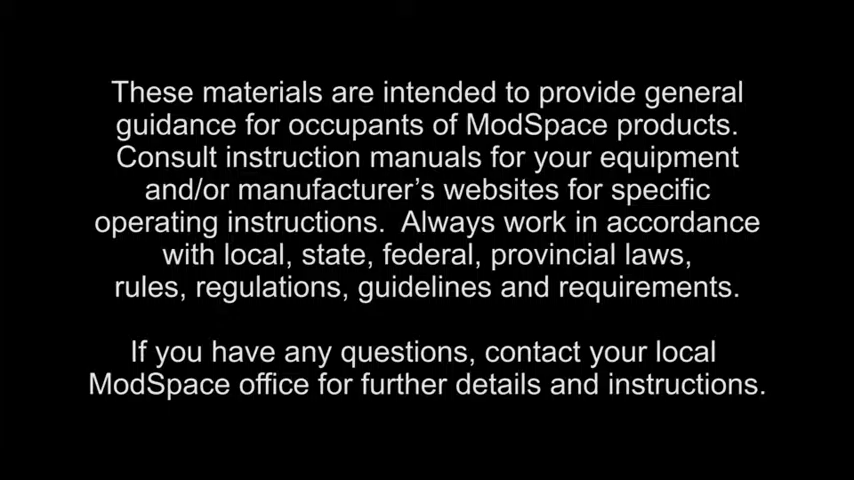 These materials are intended to provide general
guidance for occupants of ModSpace products.
Consult instruction manuals for your equipment
and/or manufacturer's websites for specific
operating instructions.  Always work in accordance
with local, state, federal, provincial laws,
rules, regulations, guidelines and requirements.
If you have any questions, contact your local
ModSpace office for further details and instructions.